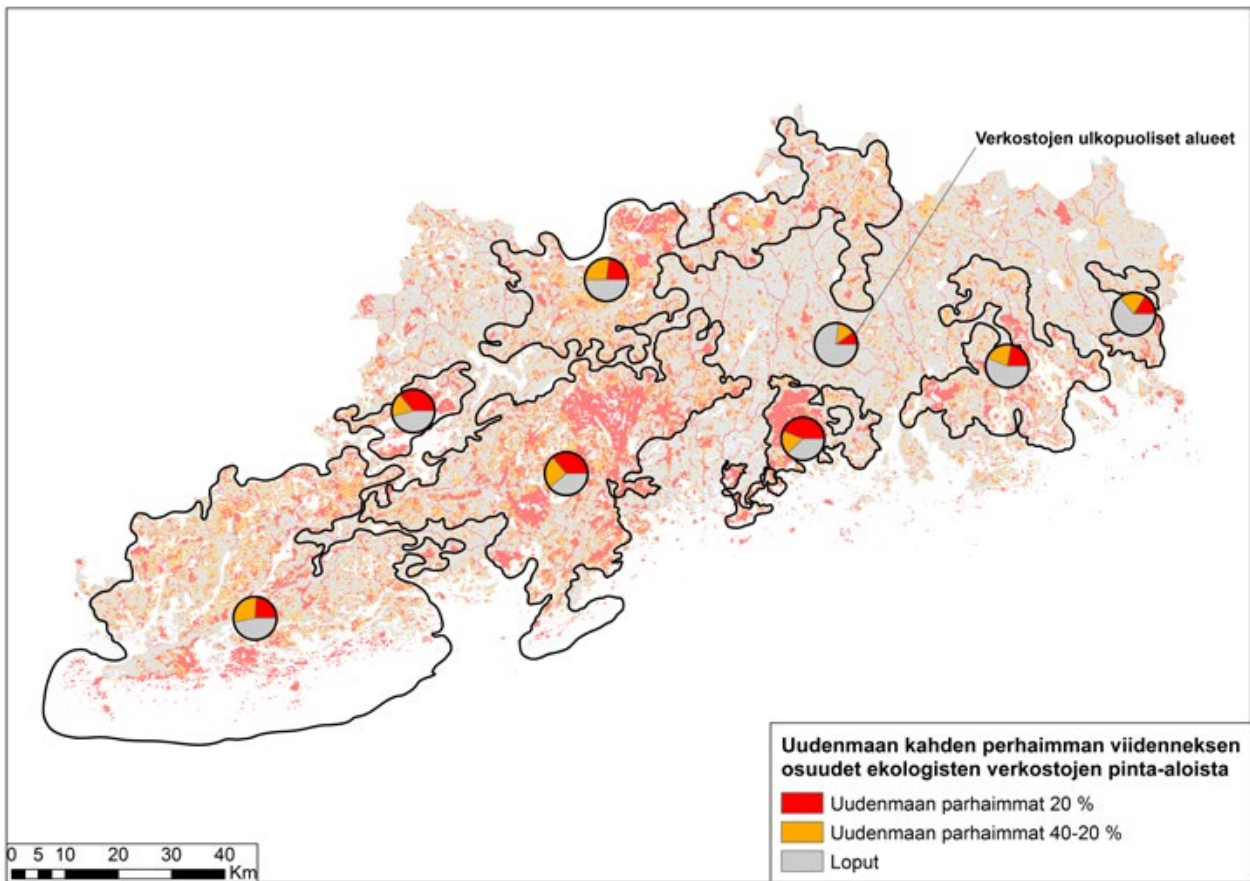 Verkostojen ulkopuoliset alueet
Uudenmaan kahden perhaimman viidenneksen
osuudet ekologisten verkostojen pinta-aloista
Uudenmaan parhaimmat 20 %
Uudenmaan parhaimmat 40-20 %
Loput
0 5 10 20 30 40
Km